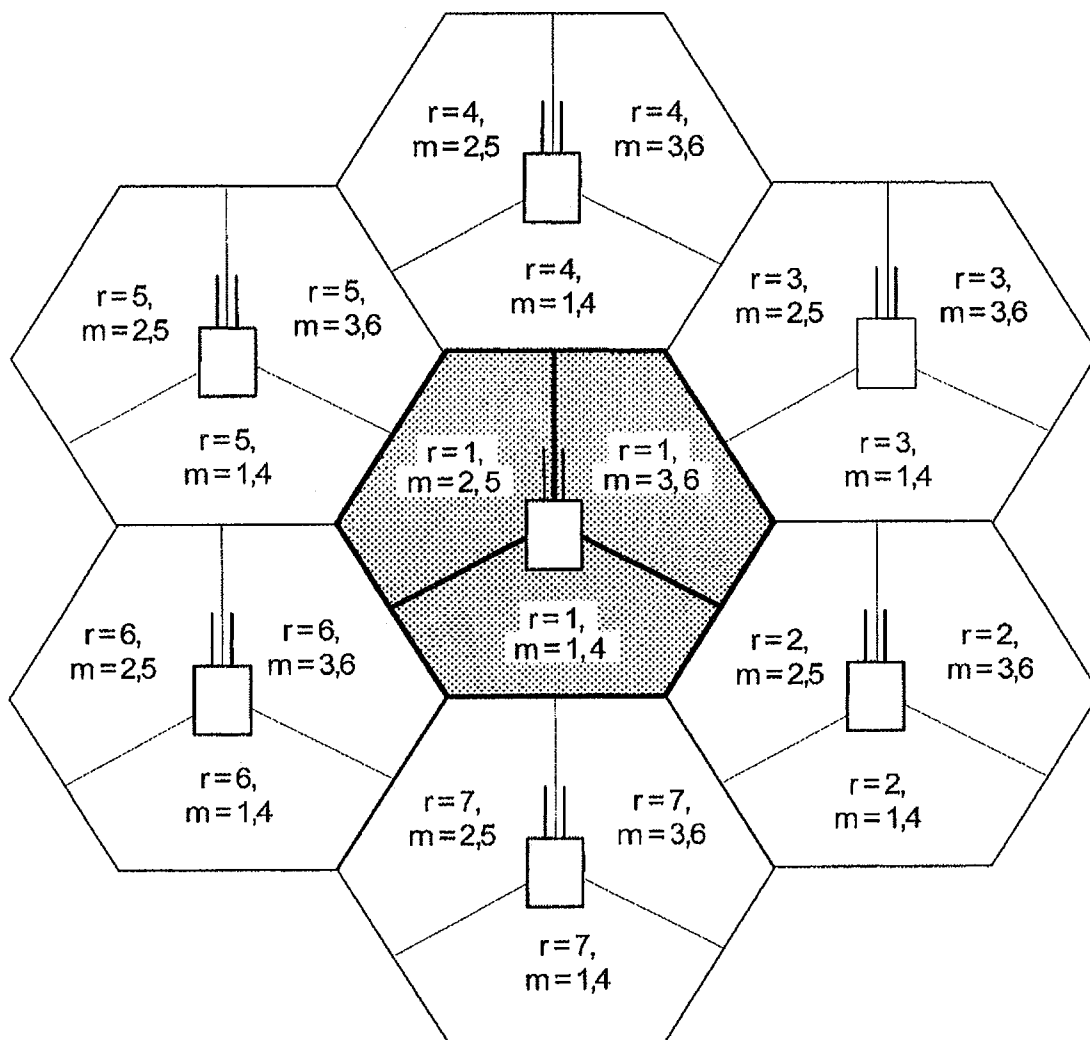 r=4,
m=2,5
r=4,
m=3,6
r=4,
m=1,4
r=5,
m=2,5
r=5,
m=3,6
r=5,
m=1,4
r=3,
m=2,5
r=3,
m=3,6
r=3,
m=1,4
r=1,
m=2,5
r=1,
m=3,6
r=1,
m=1,4
r=6,
m=2,5
r=6,
m=3,6
r=6,
m=1,4
r=2,
m=2,5
r=2,
m=3,6
r=2,
m=1,4
r=7,
m=2,5
r=7,
m=3,6
r=7,
m=1,4